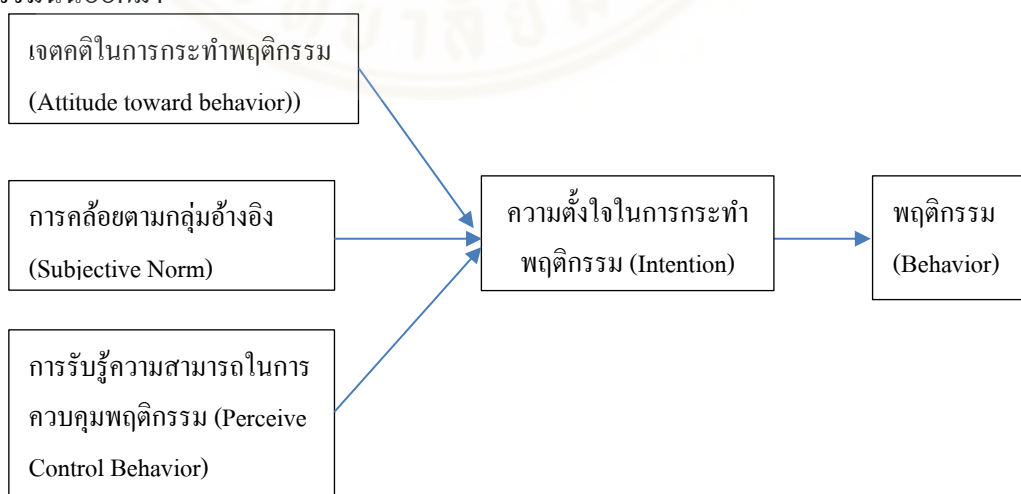 เจตคติในการกระทำพฤติกรรม
(Attitude toward behavior))
การคล้อยตามกลุ่มอ้างอิง
(Subjective Norm)
การรับรู้ความสามารถในการ
ควบคุมพฤติกรรม (Perceive
Control Behavior)
ความตั้งใจในการกระทำ
พฤติกรรม (Intention)
พฤติกรรม
(Behavior)